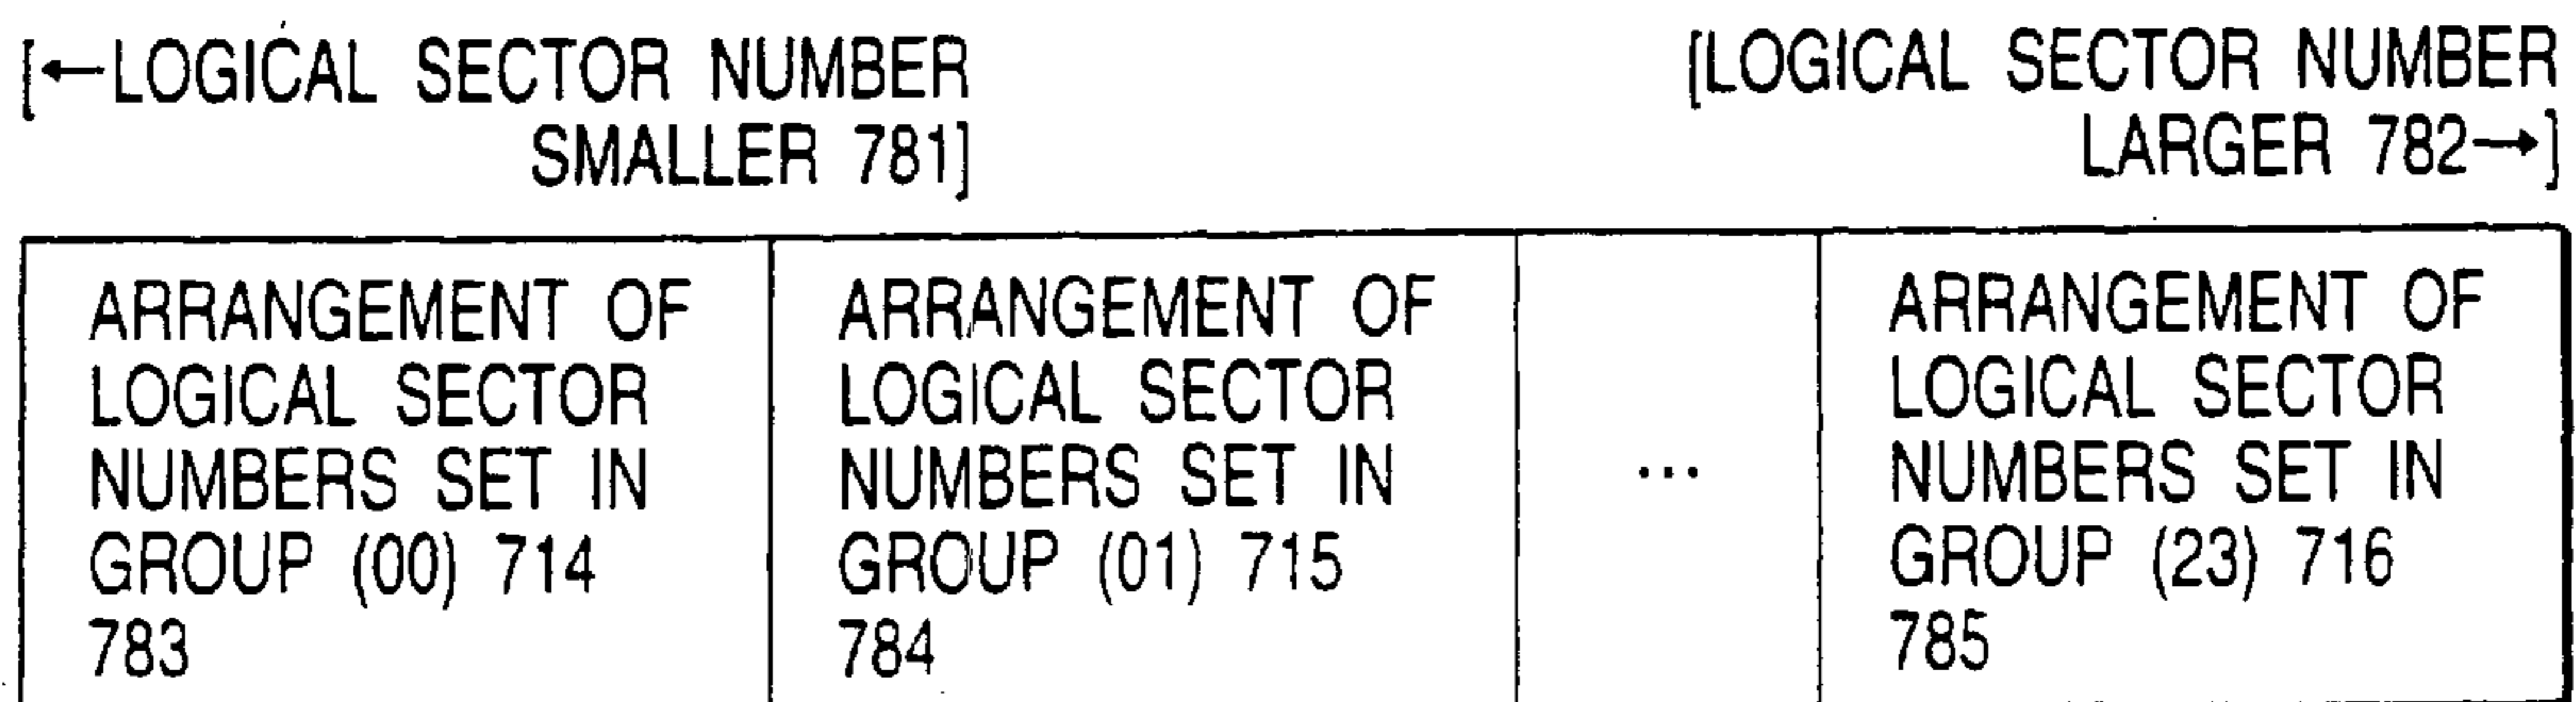 [←LOGICAL SECTOR NUMBER
SMALLER 781]
[LOGICAL SECTOR NUMBER
LARGER 782→]
ARRANGEMENT OF
LOGICAL SECTOR
NUMBERS SET IN
GROUP (00) 714
783
ARRANGEMENT OF
LOGICAL SECTOR
NUMBERS SET IN
GROUP (01) 715
784
...
ARRANGEMENT OF
LOGICAL SECTOR
NUMBERS SET IN
GROUP (23) 716
785